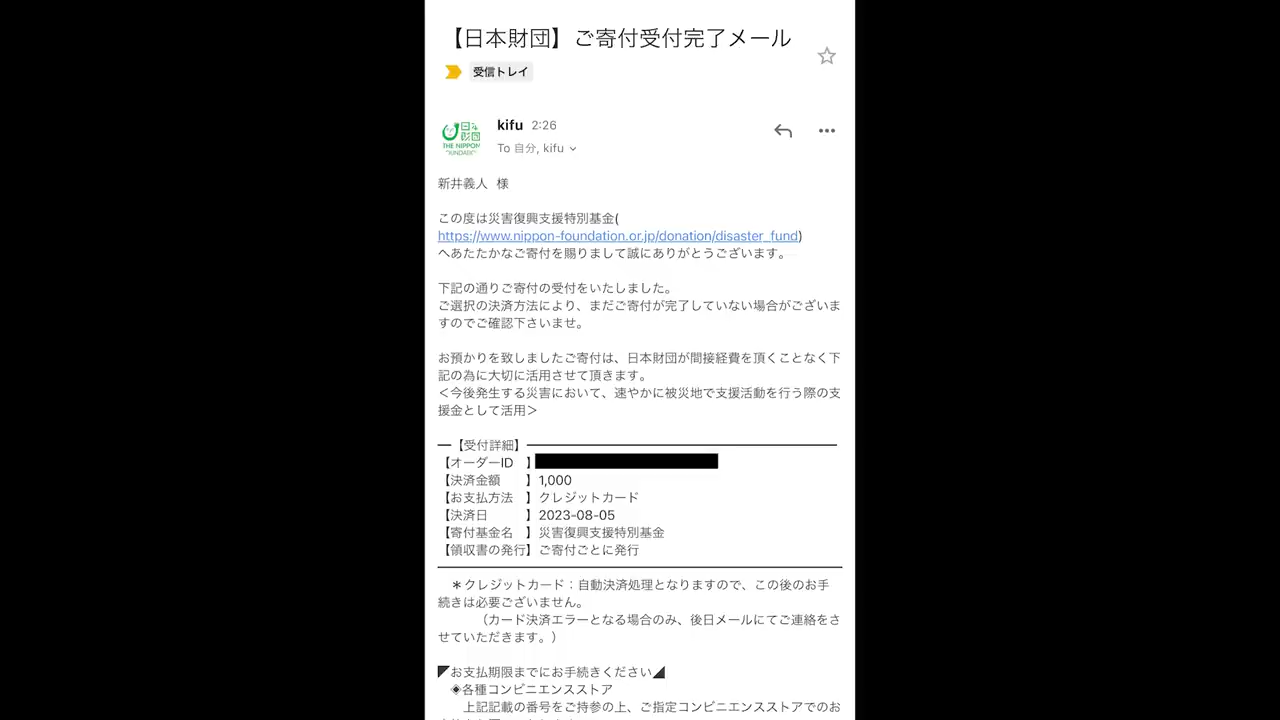 【日本財団】ご寄付受付完了メール
受信トレイ
kifu 2:26
To 自分, kifu
日本財団
THE NIPPON
新井義人 様
この度は災害復興支援特別基金(
https://www.nippon-foundation.or.jp/donation/disaster_fund)
へあたたかなご寄付を賜りまして誠にありがとうございます。
下記の通りご寄付の受付をいたしました。
ご選択の決済方法により、まだご寄付が完了していない場合がございま
すのでご確認下さいませ。
お預かりを致しましたご寄付は、日本財団が間接経費を頂くことなく下
記の為に大切に活用させて頂きます。
＜今後発生する災害において、速やかに被災地で支援活動を行う際の支
援金として活用＞
━【受付詳細】━━━━━━━━━━━━━━━━━━━━
【オーダーID 】
【決済金額 】1,000
【お支払方法 】クレジットカード
【決済日 】2023-08-05
【寄付基金名 】災害復興支援特別基金
【領収書の発行】ご寄付ごとに発行
＊クレジットカード：自動決済処理となりますので、この後のお手
続きは必要ございません。
（カード決済エラーとなる場合のみ、後日メールにてご連絡をさ
せていただきます。）
◤お支払期限までにお手続きください◢
◈各種コンビニエンスストア
上記記載の番号をご持参の上、ご指定コンビニエンスストアでのお